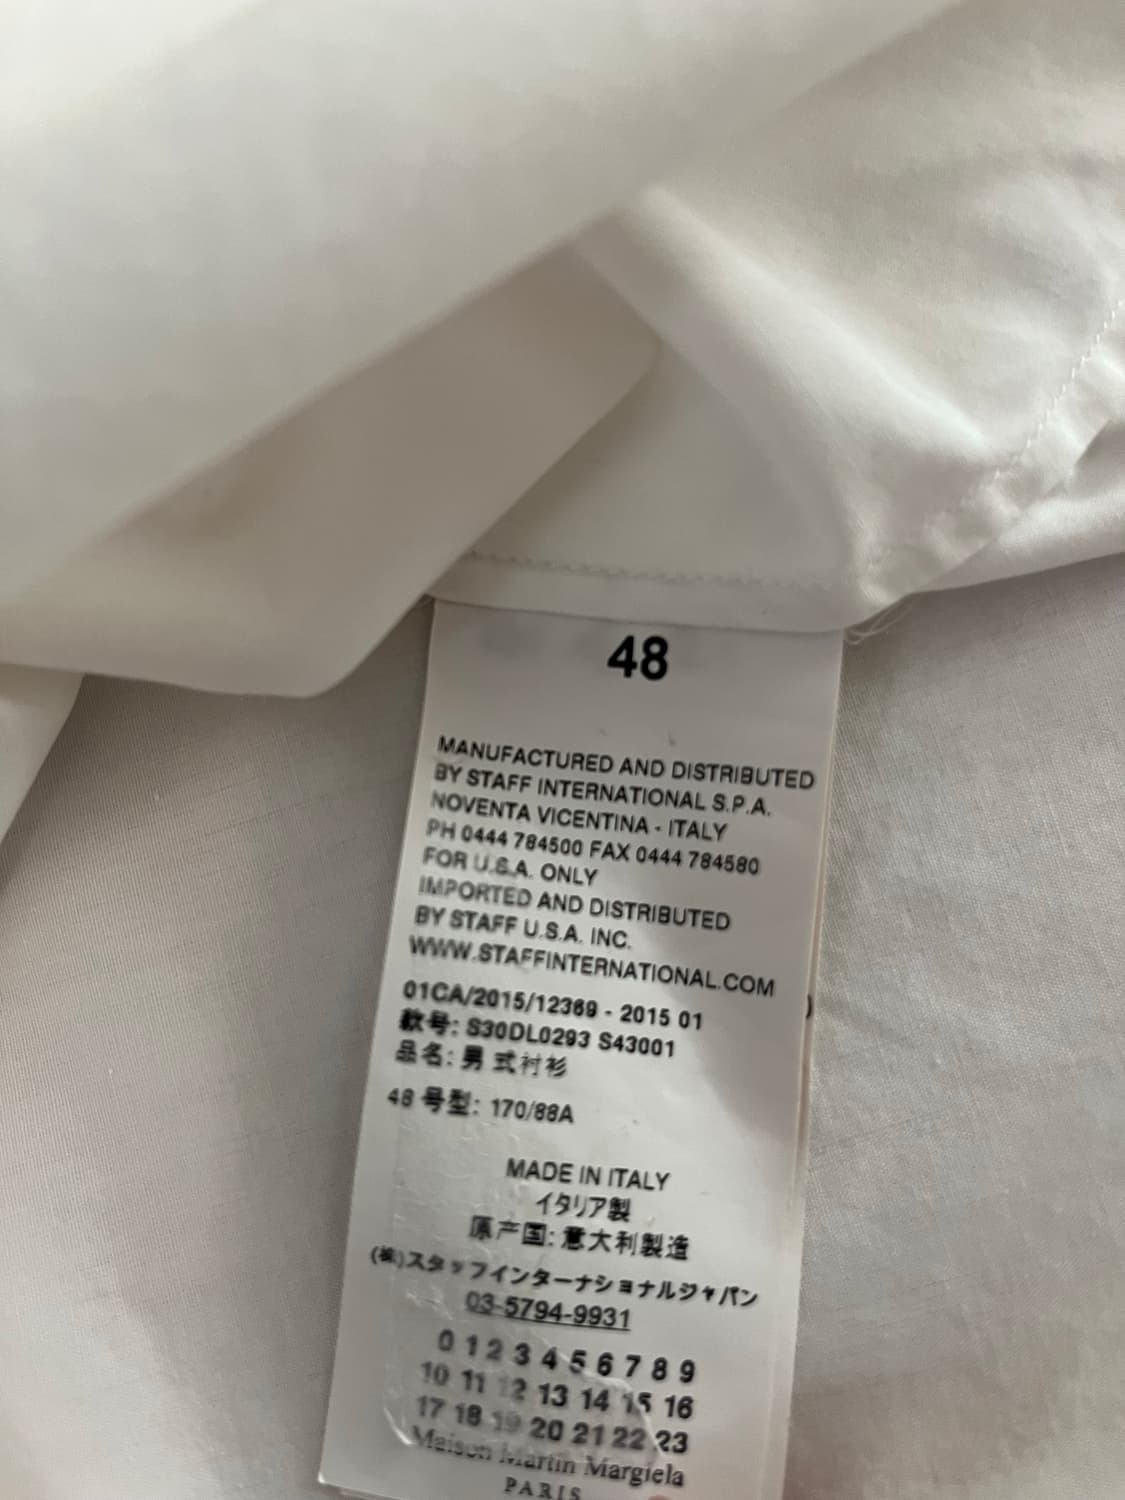 48
MANUFACTURED AND DISTRIBUTED
BY STAFF INTERNATIONAL S.P.A.
NOVENTA VICENTINA - ITALY
PH 0444 784500 FAX 0444 784580
FOR U.S.A. ONLY
IMPORTED AND DISTRIBUTED
BY STAFF U.S.A. INC.
WWW.STAFFINTERNATIONAL.COM
01CA/2015/12369 - 2015 01
款号: S30DL0293 S43001
品名: 男式衬衫
48 号型: 170/88A
MADE IN ITALY
イタリア製
原产国: 意大利製造
(株)スタッフインターナショナルジャパン
03-5794-9931
0 1 2 3 4 5 6 7 8 9
10 11 12 13 14 15 16
17 18 19 20 21 22 23
Maison Martin Margiela
PARIS